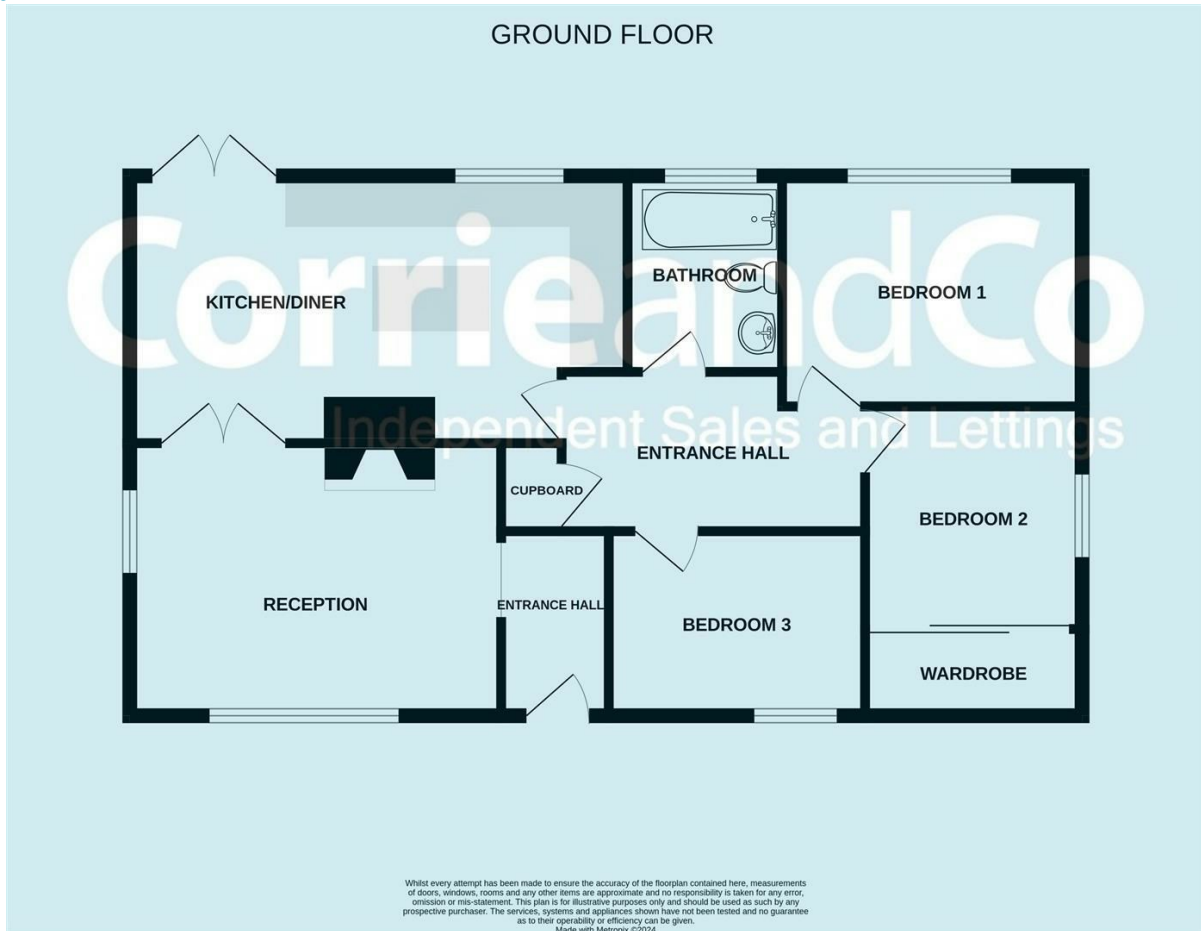 GROUND FLOOR
CorrieandCo
Independent Sales and Lettings
KITCHEN/DINER
BATHROOM
BEDROOM 1
ENTRANCE HALL
CUPBOARD
BEDROOM 2
RECEPTION
ENTRANCE HALL
BEDROOM 3
WARDROBE
Whilst every attempt has been made to ensure the accuracy of the floorplan contained here, measurements
of doors, windows, rooms and any other items are approximate and no responsibility is taken for any error,
omission or mis-statement. This plan is for illustrative purposes only and should be used as such by any
prospective purchaser. The services, systems and appliances shown have not been tested and no guarantee
as to their operability or efficiency can be given.
Made with Metropix ©2024